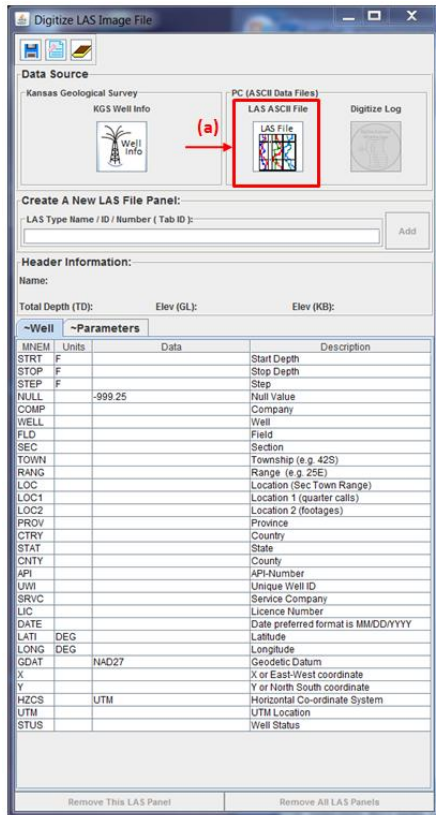 Digitize LAS Image File
Data Source
Kansas Geological Survey
PC (ASCII Data Files)
KGS Well Info
LAS ASCII File
Digitize Log
Well
Info
(a)
LAS File
Create A New LAS File Panel:
LAS Type Name / ID / Number ( Tab ID ):
Add
Header Information:
Name:
Total Depth (TD): Elev (GL): Elev (KB):
~Well ~Parameters
MNEM Units Data Description
STRT F Start Depth
STOP F Stop Depth
STEP F Step
NULL -999.25 Null Value
COMP Company
WELL Well
FLD Field
SEC Section
TOWN Township (e.g. 42S)
RANG Range (e.g. 25E)
LOC Location (Sec Town Range)
LOC1 Location 1 (quarter calls)
LOC2 Location 2 (footages)
PROV Province
CTRY Country
STAT State
CNTY County
API API-Number
UWI Unique Well ID
SRVC Service Company
LIC Licence Number
DATE Date preferred format is MM/DD/YYYY
LATI DEG Latitude
LONG DEG Longitude
GDAT NAD27 Geodetic Datum
X X or East-West coordinate
Y Y or North South coordinate
HZCS UTM Horizontal Co-ordinate System
UTM UTM Location
STUS Well Status
Remove This LAS Panel Remove All LAS Panels